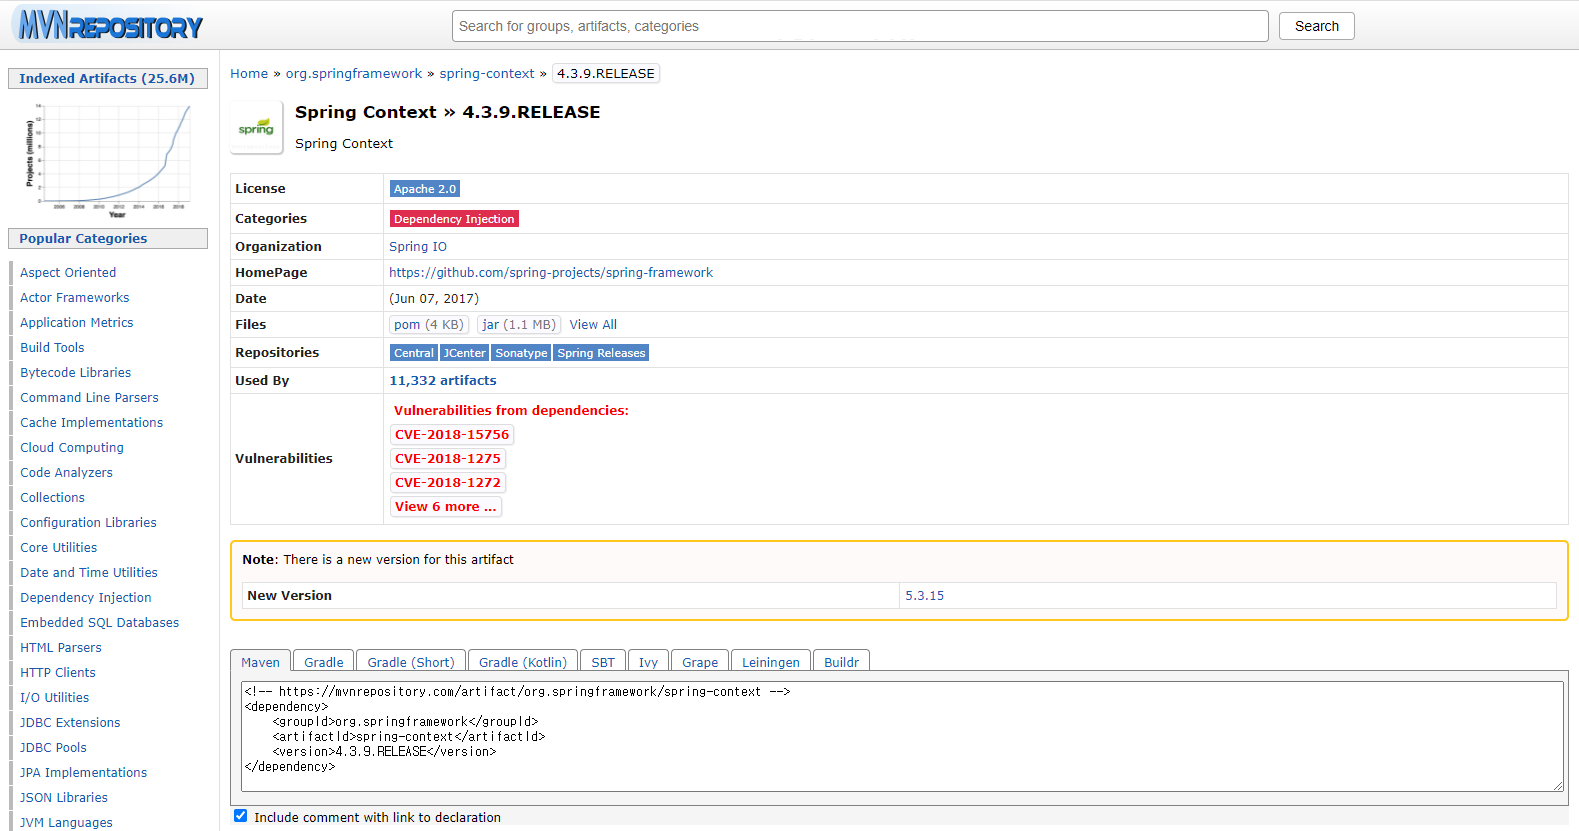 MVNREPOSITORY
Search for groups, artifacts, categories
Search
Indexed Artifacts (25.6M)
Projects (millions)
14
12
10
8
6
4
2
0
2006 2008 2010 2012 2014 2016 2018
Year
Popular Categories
Aspect Oriented
Actor Frameworks
Application Metrics
Build Tools
Bytecode Libraries
Command Line Parsers
Cache Implementations
Cloud Computing
Code Analyzers
Collections
Configuration Libraries
Core Utilities
Date and Time Utilities
Dependency Injection
Embedded SQL Databases
HTML Parsers
HTTP Clients
I/O Utilities
JDBC Extensions
JDBC Pools
JPA Implementations
JSON Libraries
JVM Languages
Home » org.springframework » spring-context » 4.3.9.RELEASE
spring
Spring Context » 4.3.9.RELEASE
Spring Context
License Apache 2.0
Categories Dependency Injection
Organization Spring IO
HomePage https://github.com/spring-projects/spring-framework
Date (Jun 07, 2017)
Files pom (4 KB) jar (1.1 MB) View All
Repositories Central JCenter Sonatype Spring Releases
Used By 11,332 artifacts
Vulnerabilities Vulnerabilities from dependencies:
CVE-2018-15756
CVE-2018-1275
CVE-2018-1272
View 6 more ...
Note: There is a new version for this artifact
New Version 5.3.15
Maven Gradle Gradle (Short) Gradle (Kotlin) SBT Ivy Grape Leiningen Buildr
<!-- https://mvnrepository.com/artifact/org.springframework/spring-context -->
<dependency>
    <groupId>org.springframework</groupId>
    <artifactId>spring-context</artifactId>
    <version>4.3.9.RELEASE</version>
</dependency>
Include comment with link to declaration